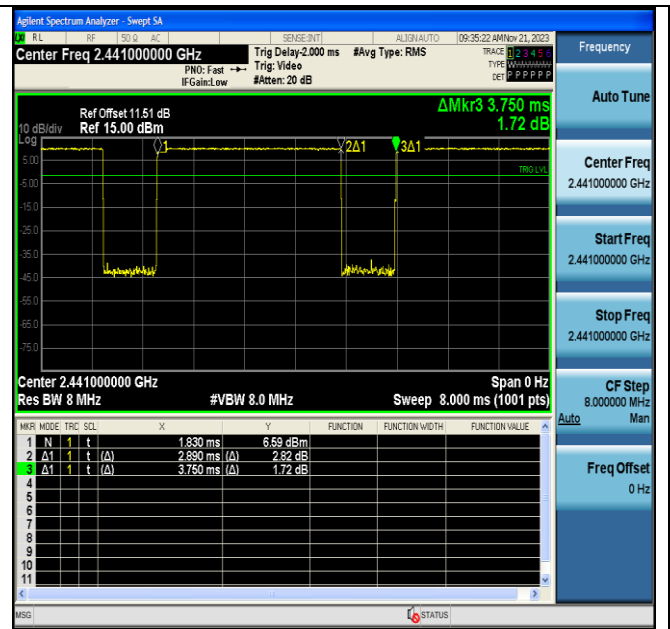 Agilent Spectrum Analyzer - Swept SA
RL RF 50 Ω AC SENSE:INT ALIGN AUTO 09:35:22 AM Nov 21, 2023
Center Freq 2.441000000 GHz
PNO: Fast
IFGain:Low
Trig Delay-2.000 ms
Trig: Video
#Atten: 20 dB
#Avg Type: RMS
TRACE 1 2 3 4 5 6
TYPE
DET P P P P P P
Ref Offset 11.51 dB
10 dB/div Ref 15.00 dBm
ΔMkr3 3.750 ms
1.72 dB
Log
5.00
-5.00
-15.0
-25.0
-35.0
-45.0
-55.0
-65.0
-75.0
1
2Δ1
3Δ1
TRIG LVL
Center 2.441000000 GHz Span 0 Hz
Res BW 8 MHz #VBW 8.0 MHz Sweep 8.000 ms (1001 pts)
MKR MODE TRC SCL X Y FUNCTION FUNCTION WIDTH FUNCTION VALUE
1 N 1 t 1.830 ms 6.59 dBm
2 Δ1 1 t (Δ) 2.890 ms (Δ) 2.82 dB
3 Δ1 1 t (Δ) 3.750 ms (Δ) 1.72 dB
4
5
6
7
8
9
10
11
MSG STATUS
Frequency
Auto Tune
Center Freq
2.441000000 GHz
Start Freq
2.441000000 GHz
Stop Freq
2.441000000 GHz
CF Step
8.000000 MHz
Auto Man
Freq Offset
0 Hz